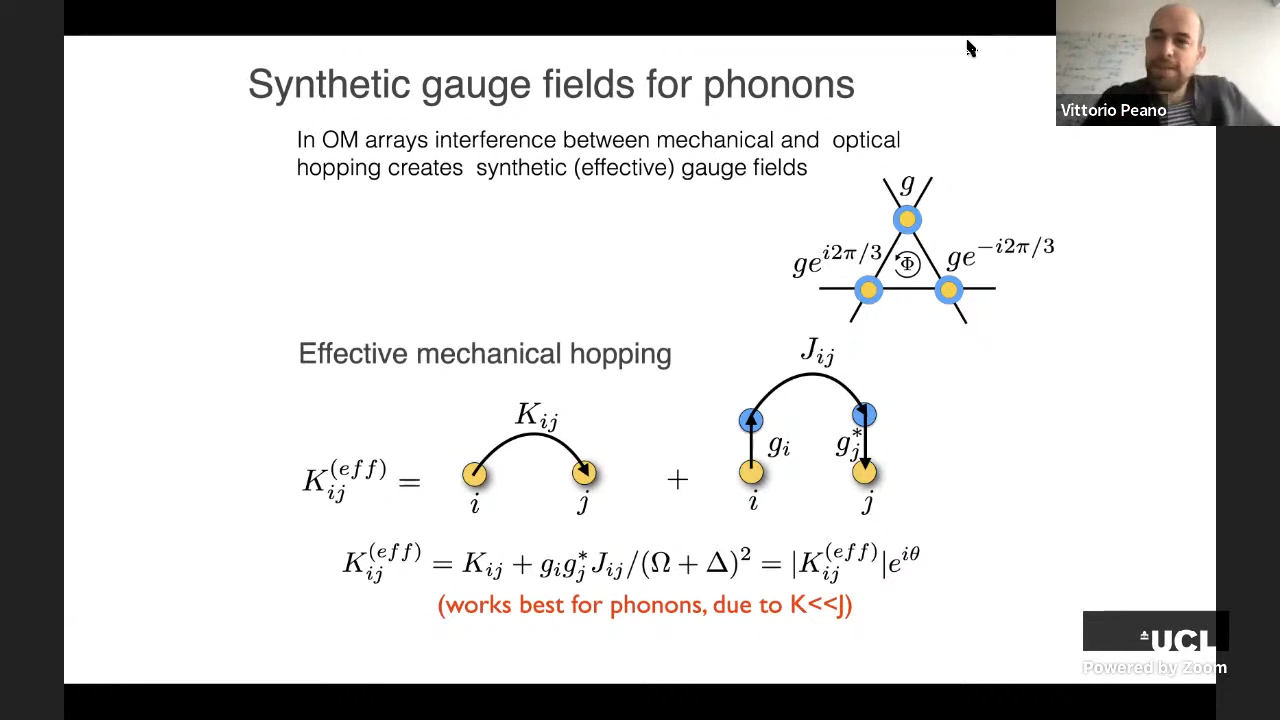 Synthetic gauge fields for phonons
Vittorio Peano
In OM arrays interference between mechanical and optical
hopping creates synthetic (effective) gauge fields
g
ge^{i2π/3} Φ ge^{-i2π/3}
Effective mechanical hopping
J_{ij}
K_{ij}
g_i g_j^*
K_{ij}^{(eff)} = +
i j i j
K_{ij}^{(eff)} = K_{ij} + g_i g_j^* J_{ij}/(Ω + Δ)^2 = |K_{ij}^{(eff)}|e^{iθ}
(works best for phonons, due to K<<J)
UCL
Powered by Zoom